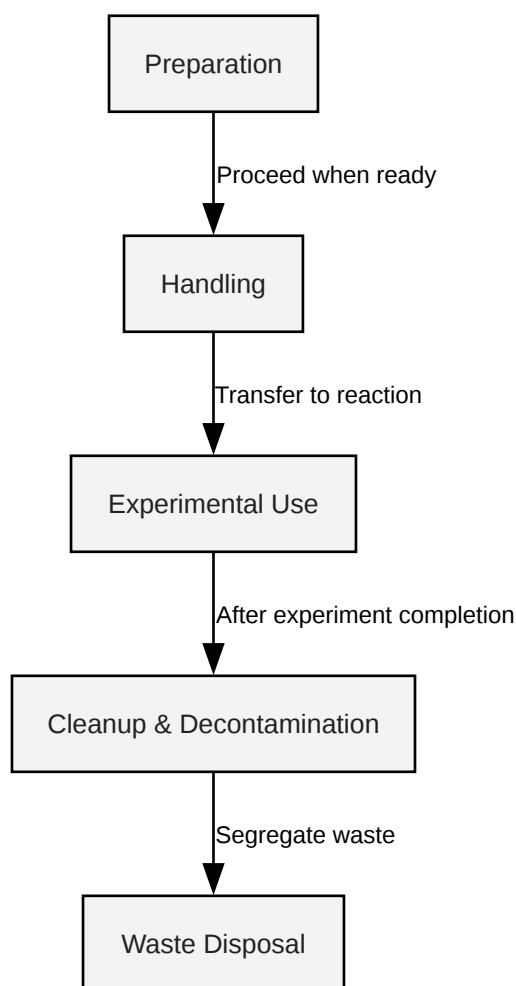 Preparation
Proceed when ready
Handling
Transfer to reaction
Experimental Use
After experiment completion
Cleanup & Decontamination
Segregate waste
Waste Disposal